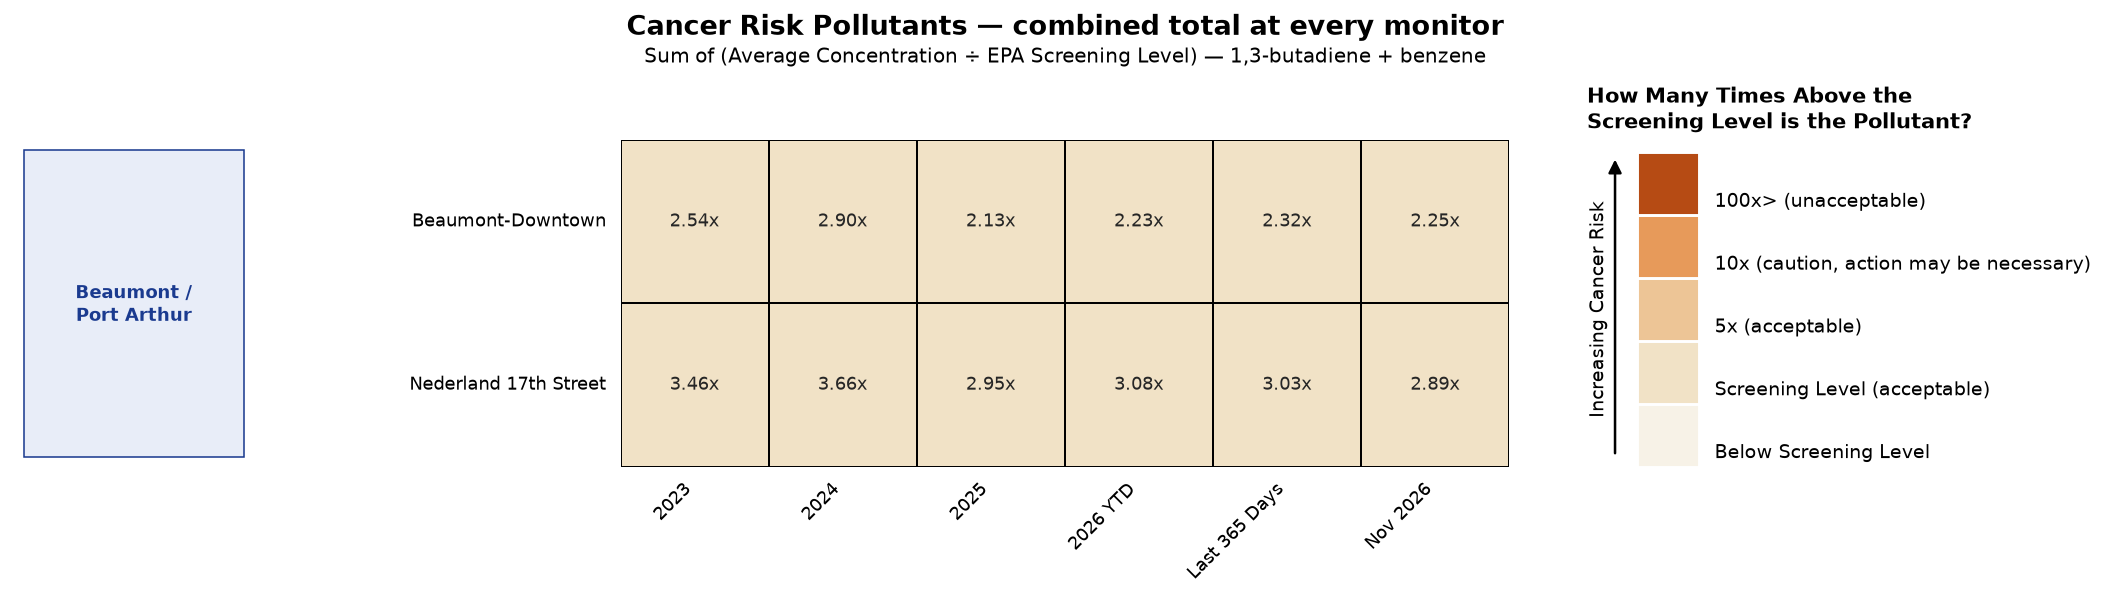 Cancer Risk Pollutants — combined total at every monitor
Sum of (Average Concentration ÷ EPA Screening Level) — 1,3-butadiene + benzene
Beaumont /
Port Arthur
Beaumont-Downtown 2.54x 2.90x 2.13x 2.23x 2.32x 2.25x
Nederland 17th Street 3.46x 3.66x 2.95x 3.08x 3.03x 2.89x
2023 2024 2025 2026 YTD Last 365 Days Nov 2026
How Many Times Above the
Screening Level is the Pollutant?
Increasing Cancer Risk
100x> (unacceptable)
10x (caution, action may be necessary)
5x (acceptable)
Screening Level (acceptable)
Below Screening Level